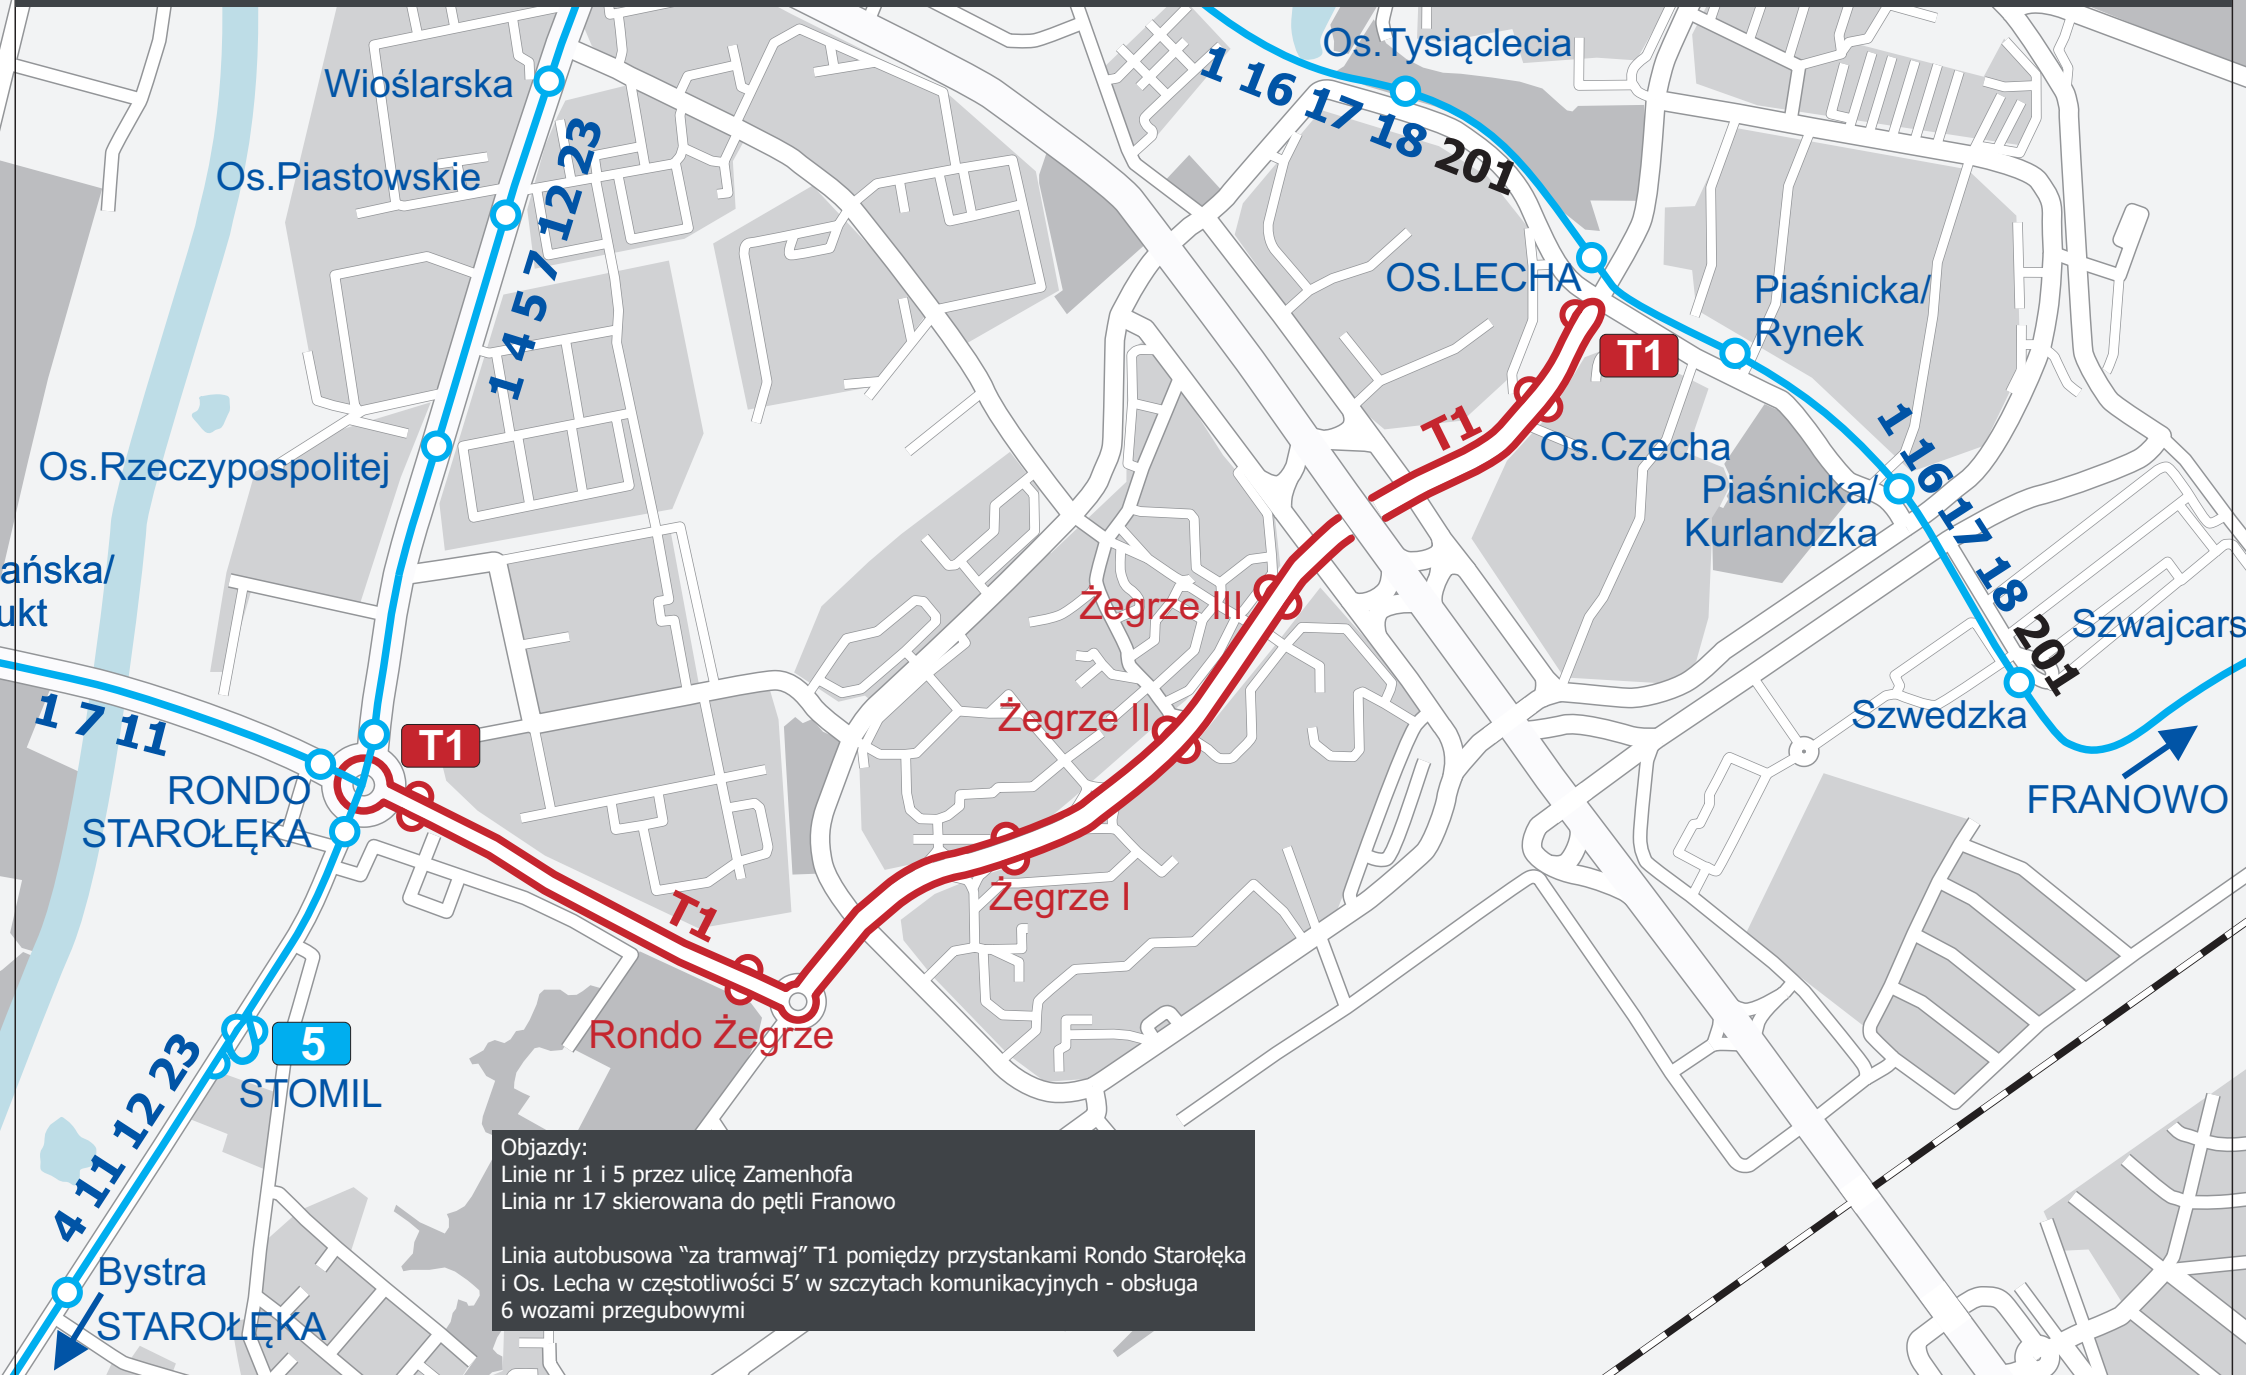 Os.Tysiąclecia
Wioślarska
1 16 17 18 201
Os.Piastowskie
1 4 5 7 12 23
OS.LECHA
Piaśnicka/
Rynek
T1
T1
Os.Czecha
Os.Rzeczypospolitej
Piaśnicka/
Kurlandzka
1 16 17 18 201
ańska/
ukt
Żegrze III
Szwajcars
1 7 11
Żegrze II
Szwedzka
T1
RONDO
STAROŁĘKA
FRANOWO
Żegrze I
T1
Rondo Żegrze
5
STOMIL
4 11 12 23
Bystra
STAROŁĘKA
Objazdy:
Linie nr 1 i 5 przez ulicę Zamenhofa
Linia nr 17 skierowana do pętli Franowo
Linia autobusowa “za tramwaj” T1 pomiędzy przystankami Rondo Starołęka
i Os. Lecha w częstotliwości 5’ w szczytach komunikacyjnych - obsługa
6 wozami przegubowymi